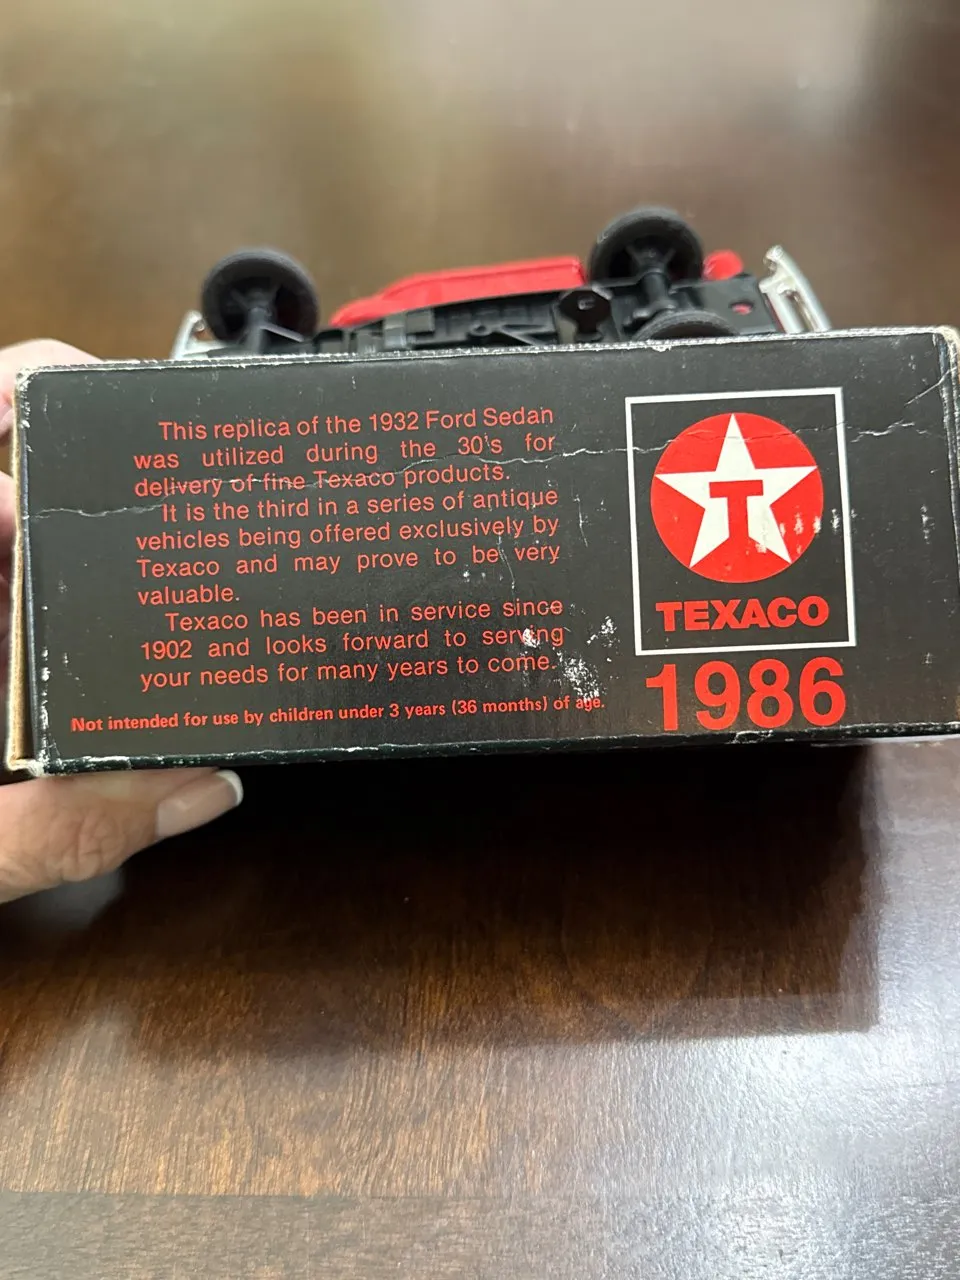 This replica of the 1932 Ford Sedan
was utilized during the 30's for
delivery of fine Texaco products.
It is the third in a series of antique
vehicles being offered exclusively by
Texaco and may prove to be very
valuable.
Texaco has been in service since
1902 and looks forward to serving
your needs for many years to come.
Not intended for use by children under 3 years (36 months) of age.
T
TEXACO
1986